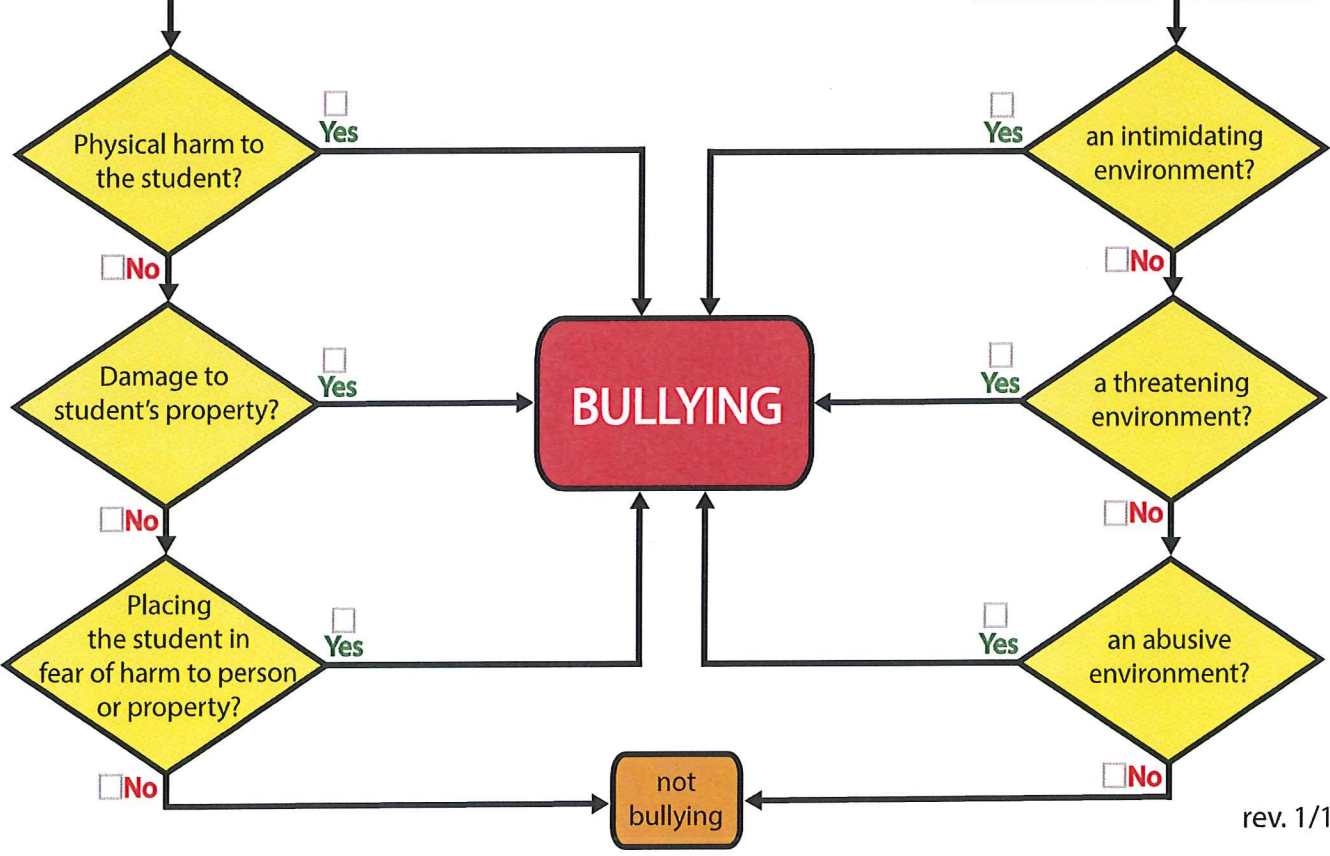 Physical harm to
the student?
Yes
No
Damage to
student's property?
Yes
No
Placing
the student in
fear of harm to person
or property?
Yes
No
BULLYING
an intimidating
environment?
Yes
No
a threatening
environment?
Yes
No
an abusive
environment?
Yes
No
not
bullying
rev. 1/1